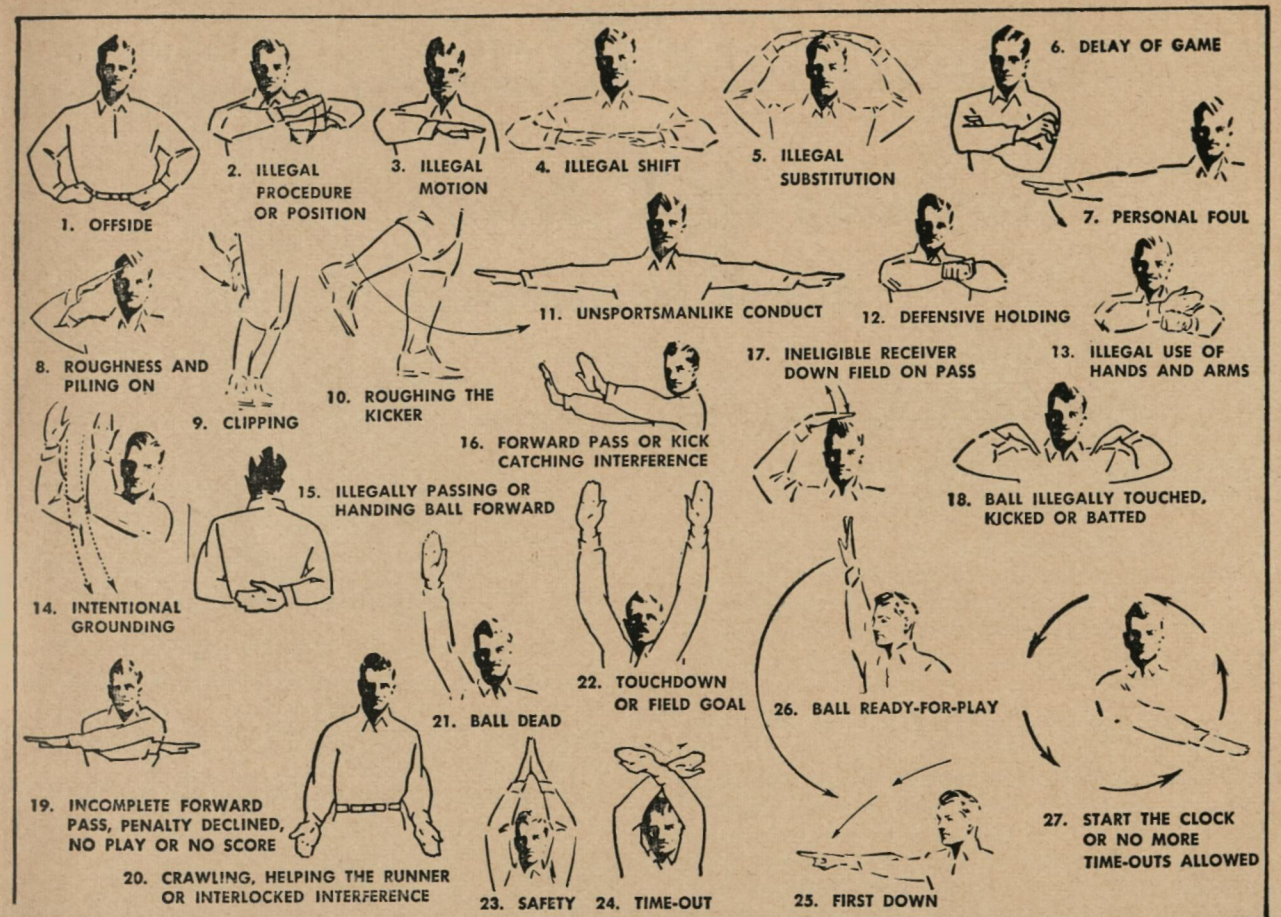 1. OFFSIDE
2. ILLEGAL
PROCEDURE
OR POSITION
3. ILLEGAL
MOTION
4. ILLEGAL SHIFT
5. ILLEGAL
SUBSTITUTION
6. DELAY OF GAME
7. PERSONAL FOUL
8. ROUGHNESS AND
PILING ON
9. CLIPPING
10. ROUGHING THE
KICKER
11. UNSPORTSMANLIKE CONDUCT
12. DEFENSIVE HOLDING
13. ILLEGAL USE OF
HANDS AND ARMS
14. INTENTIONAL
GROUNDING
15. ILLEGALLY PASSING OR
HANDING BALL FORWARD
16. FORWARD PASS OR KICK
CATCHING INTERFERENCE
17. INELIGIBLE RECEIVER
DOWN FIELD ON PASS
18. BALL ILLEGALLY TOUCHED,
KICKED OR BATTED
19. INCOMPLETE FORWARD
PASS, PENALTY DECLINED,
NO PLAY OR NO SCORE
20. CRAWLING, HELPING THE RUNNER
OR INTERLOCKED INTERFERENCE
21. BALL DEAD
22. TOUCHDOWN
OR FIELD GOAL
23. SAFETY
24. TIME-OUT
25. FIRST DOWN
26. BALL READY-FOR-PLAY
27. START THE CLOCK
OR NO MORE
TIME-OUTS ALLOWED